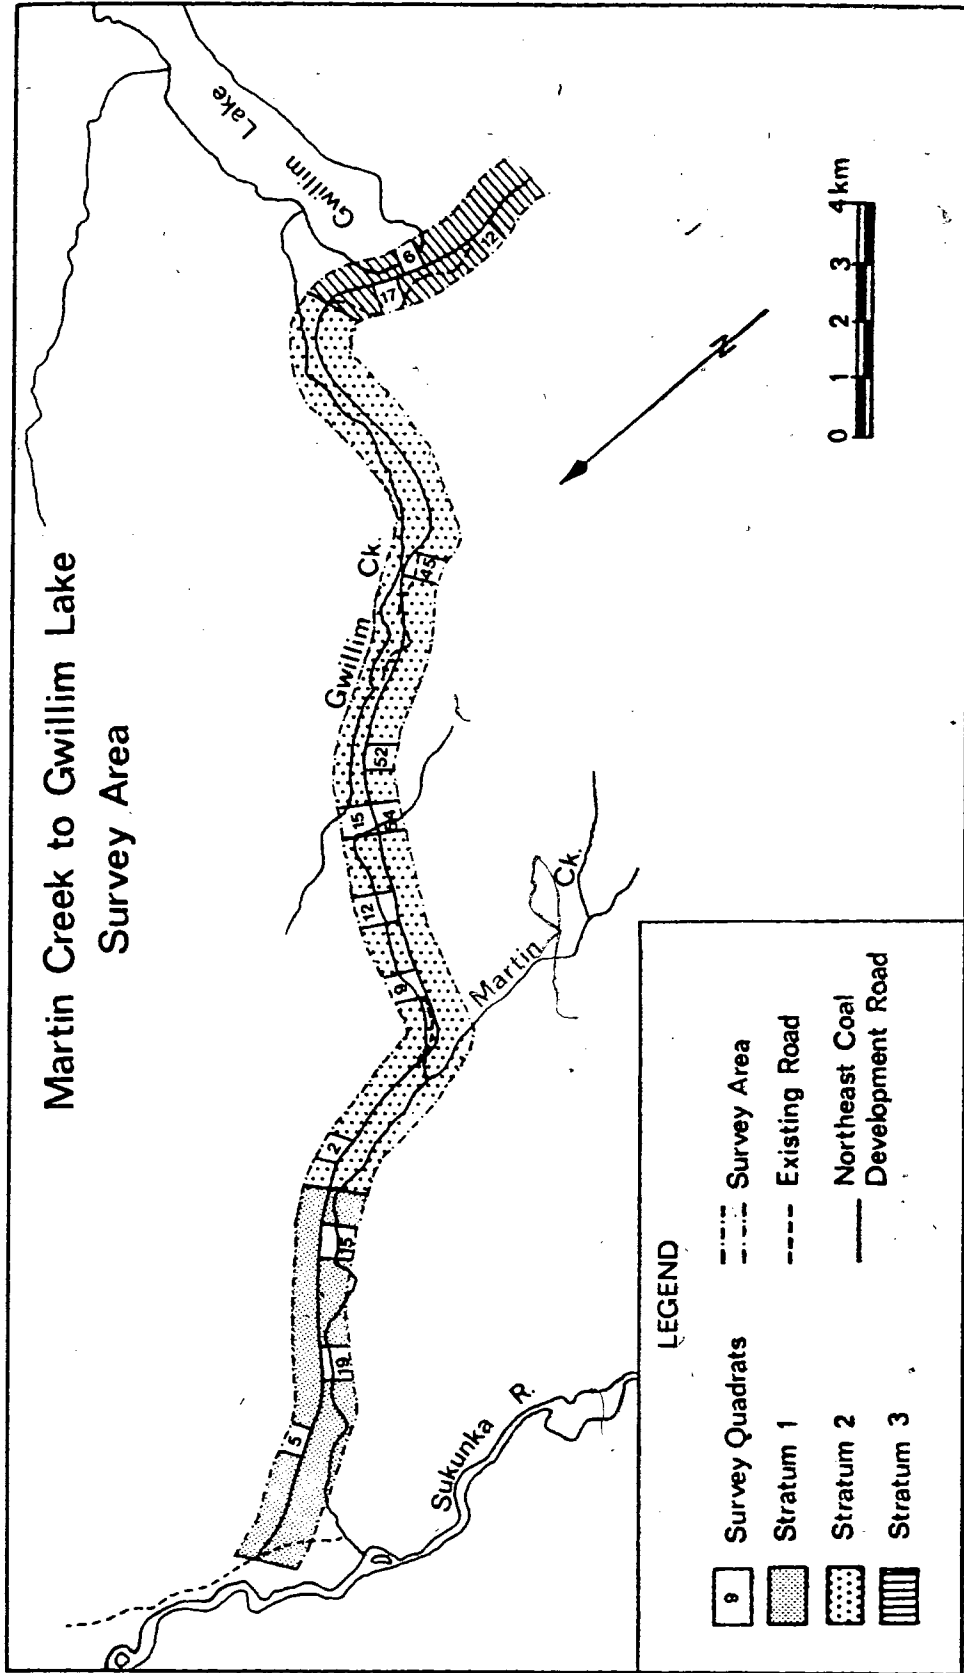 Martin Creek to Gwillim Lake
Survey Area
Gwillim Lake
Gwillim Ck.
Martin Ck.
Sukunka R.
5
19
15
2
9
12
15
54
52
45
17
6
12
N
0 1 2 3 4 km
LEGEND
9 Survey Quadrats
Stratum 1
Stratum 2
Stratum 3
Survey Area
Existing Road
Northeast Coal
Development Road